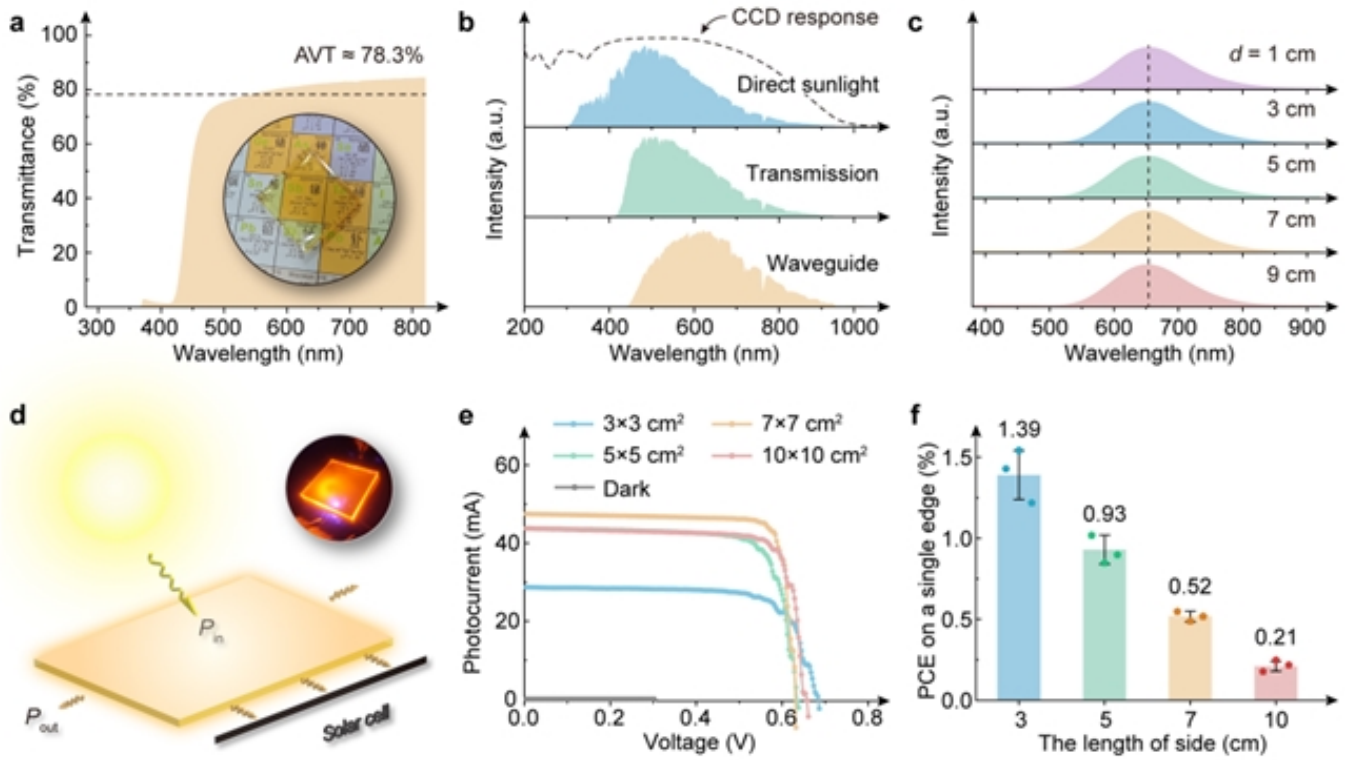 a
100
80
60
40
20
0
Transmittance (%)
AVT ≈ 78.3%
300 400 500 600 700 800
Wavelength (nm)
b
CCD response
Direct sunlight
Transmission
Waveguide
Intensity (a.u.)
200 400 600 800 1000
Wavelength (nm)
c
d = 1 cm
3 cm
5 cm
7 cm
9 cm
Intensity (a.u.)
400 500 600 700 800 900
Wavelength (nm)
d
Pin
Pout
Solar cell
e
3×3 cm²
7×7 cm²
5×5 cm²
10×10 cm²
Dark
60
40
20
0
Photocurrent (mA)
0.0 0.2 0.4 0.6 0.8
Voltage (V)
f
1.39
0.93
0.52
0.21
1.5
1.0
0.5
0.0
PCE on a single edge (%)
3 5 7 10
The length of side (cm)